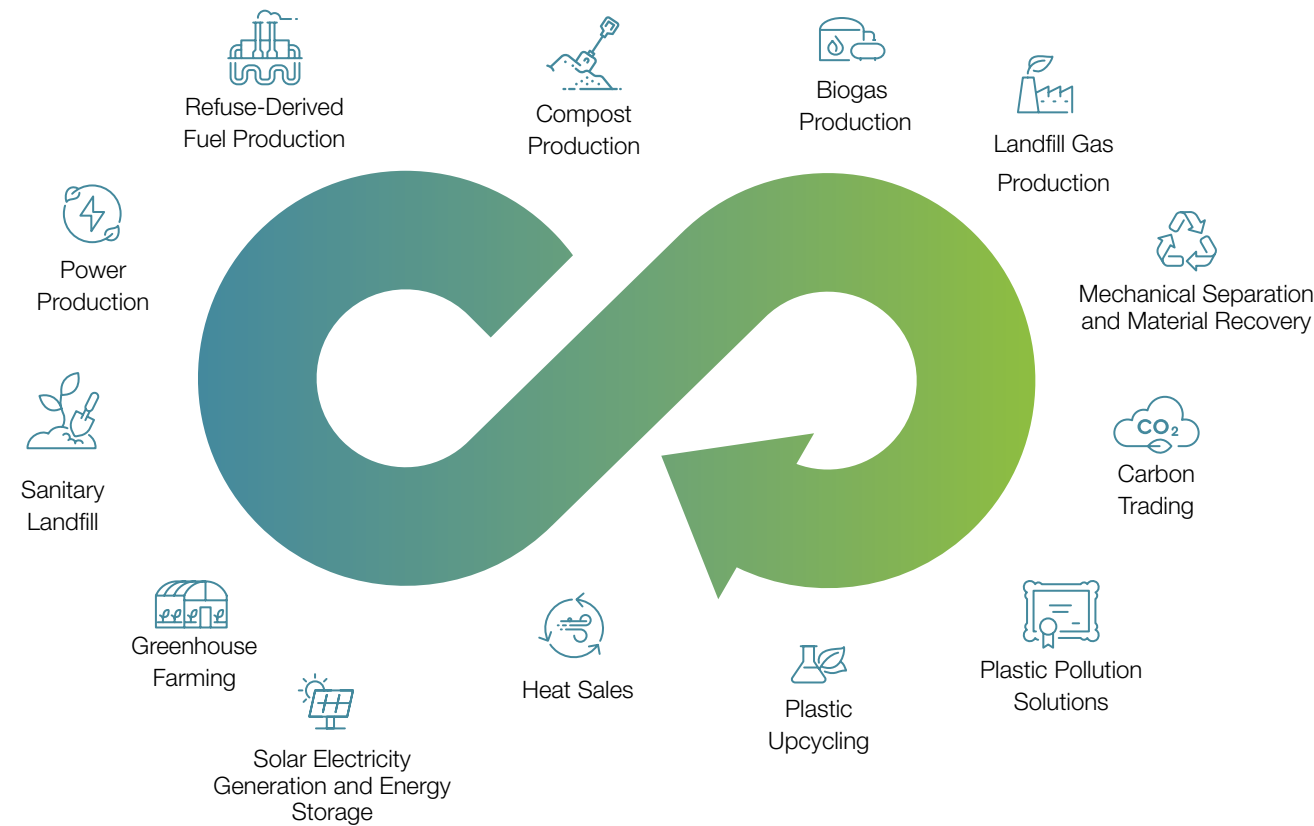 Refuse-Derived
Fuel Production
Compost
Production
Biogas
Production
Landfill Gas
Production
Power
Production
Mechanical Separation
and Material Recovery
CO₂
Carbon
Trading
Sanitary
Landfill
Greenhouse
Farming
Solar Electricity
Generation and Energy
Storage
Heat Sales
Plastic
Upcycling
Plastic Pollution
Solutions